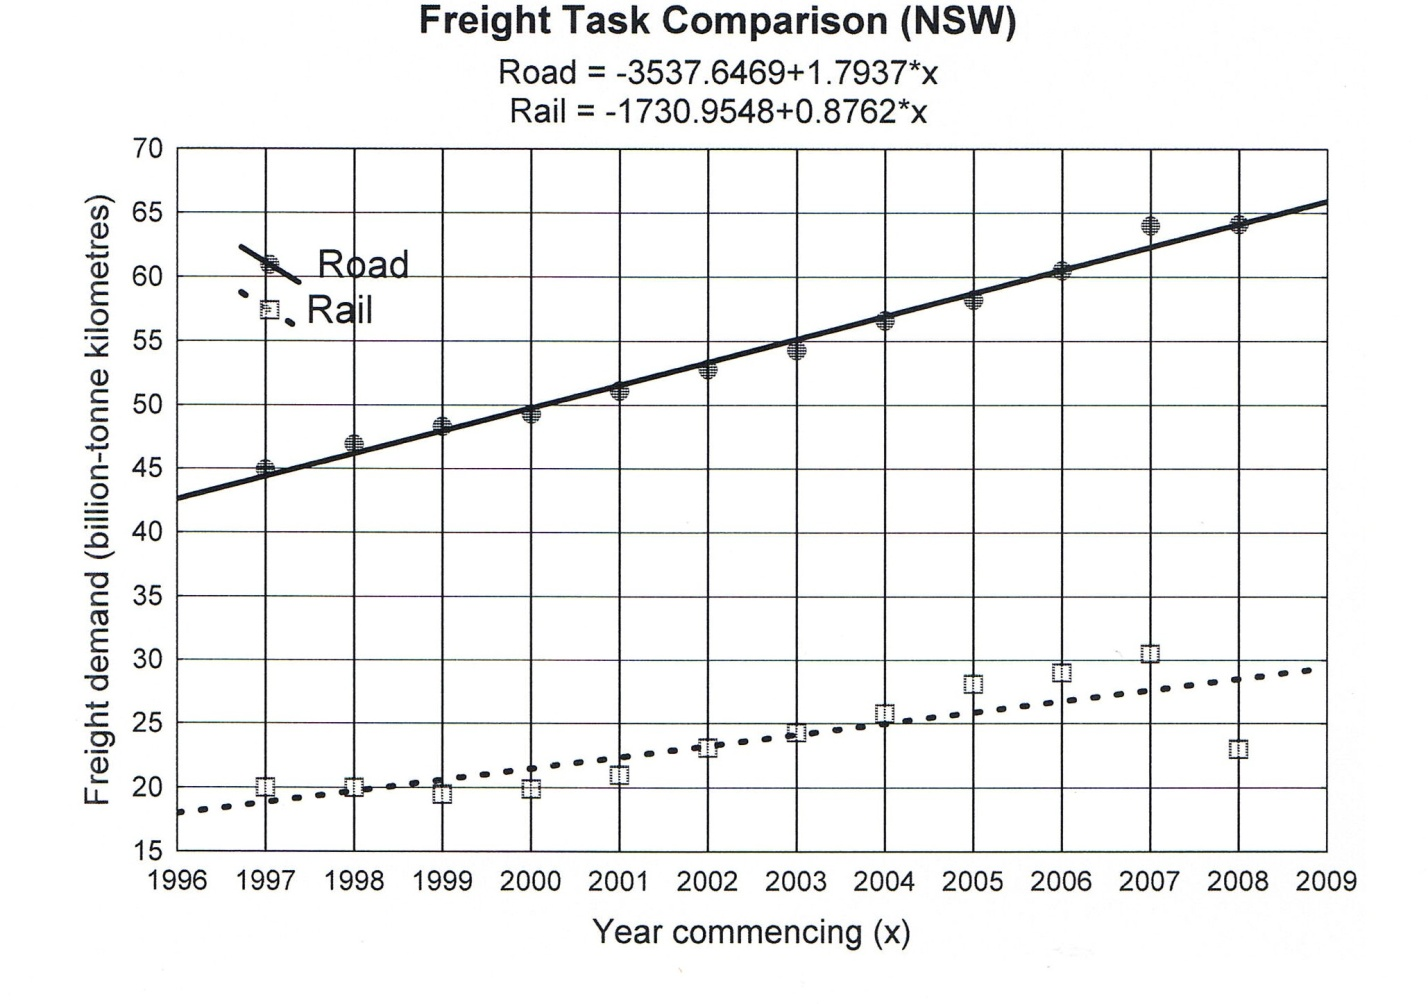 Freight Task Comparison (NSW)
Road = -3537.6469+1.7937*x
Rail = -1730.9548+0.8762*x
Freight demand (billion-tonne kilometres)
70
65
60
55
50
45
40
35
30
25
20
15
Road
Rail
1996 1997 1998 1999 2000 2001 2002 2003 2004 2005 2006 2007 2008 2009
Year commencing (x)